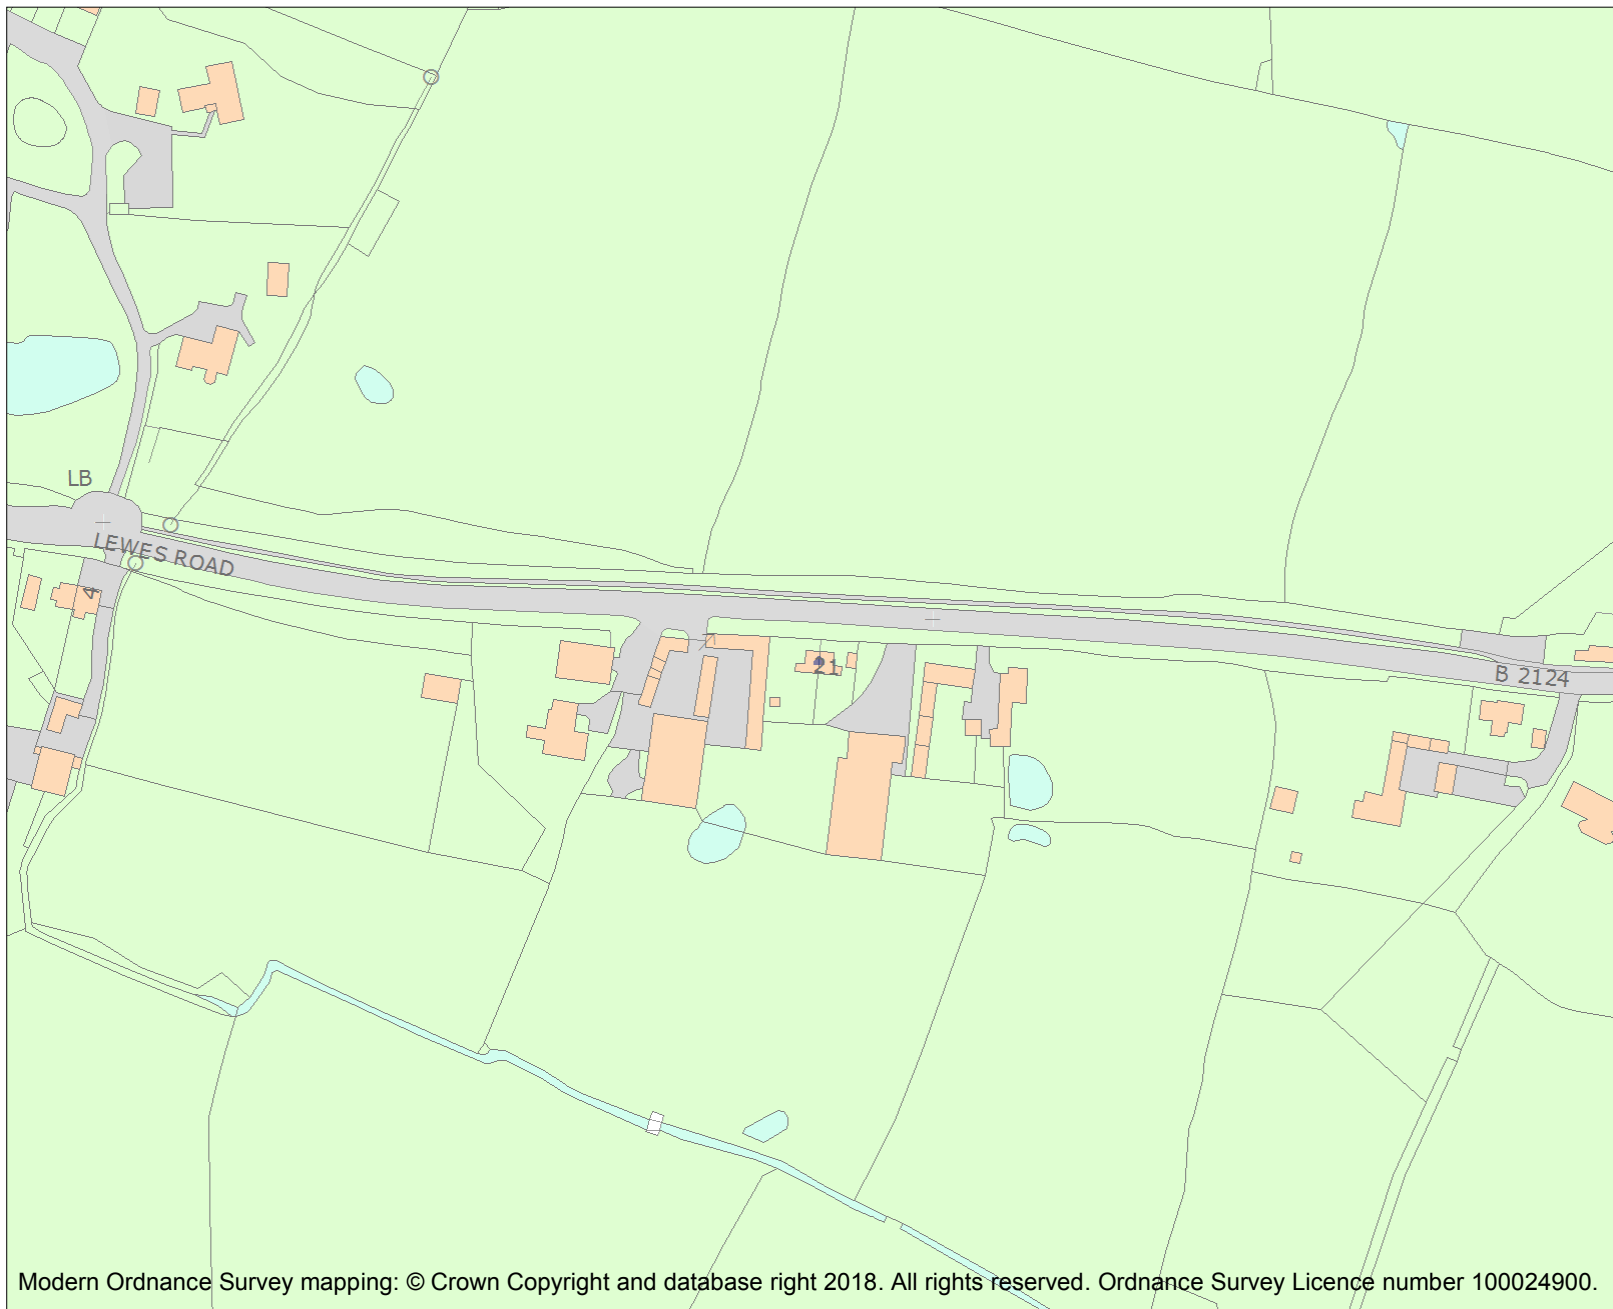 LB
LEWES ROAD
4
21
B 2124
Modern Ordnance Survey mapping: © Crown Copyright and database right 2018. All rights reserved. Ordnance Survey Licence number 100024900.